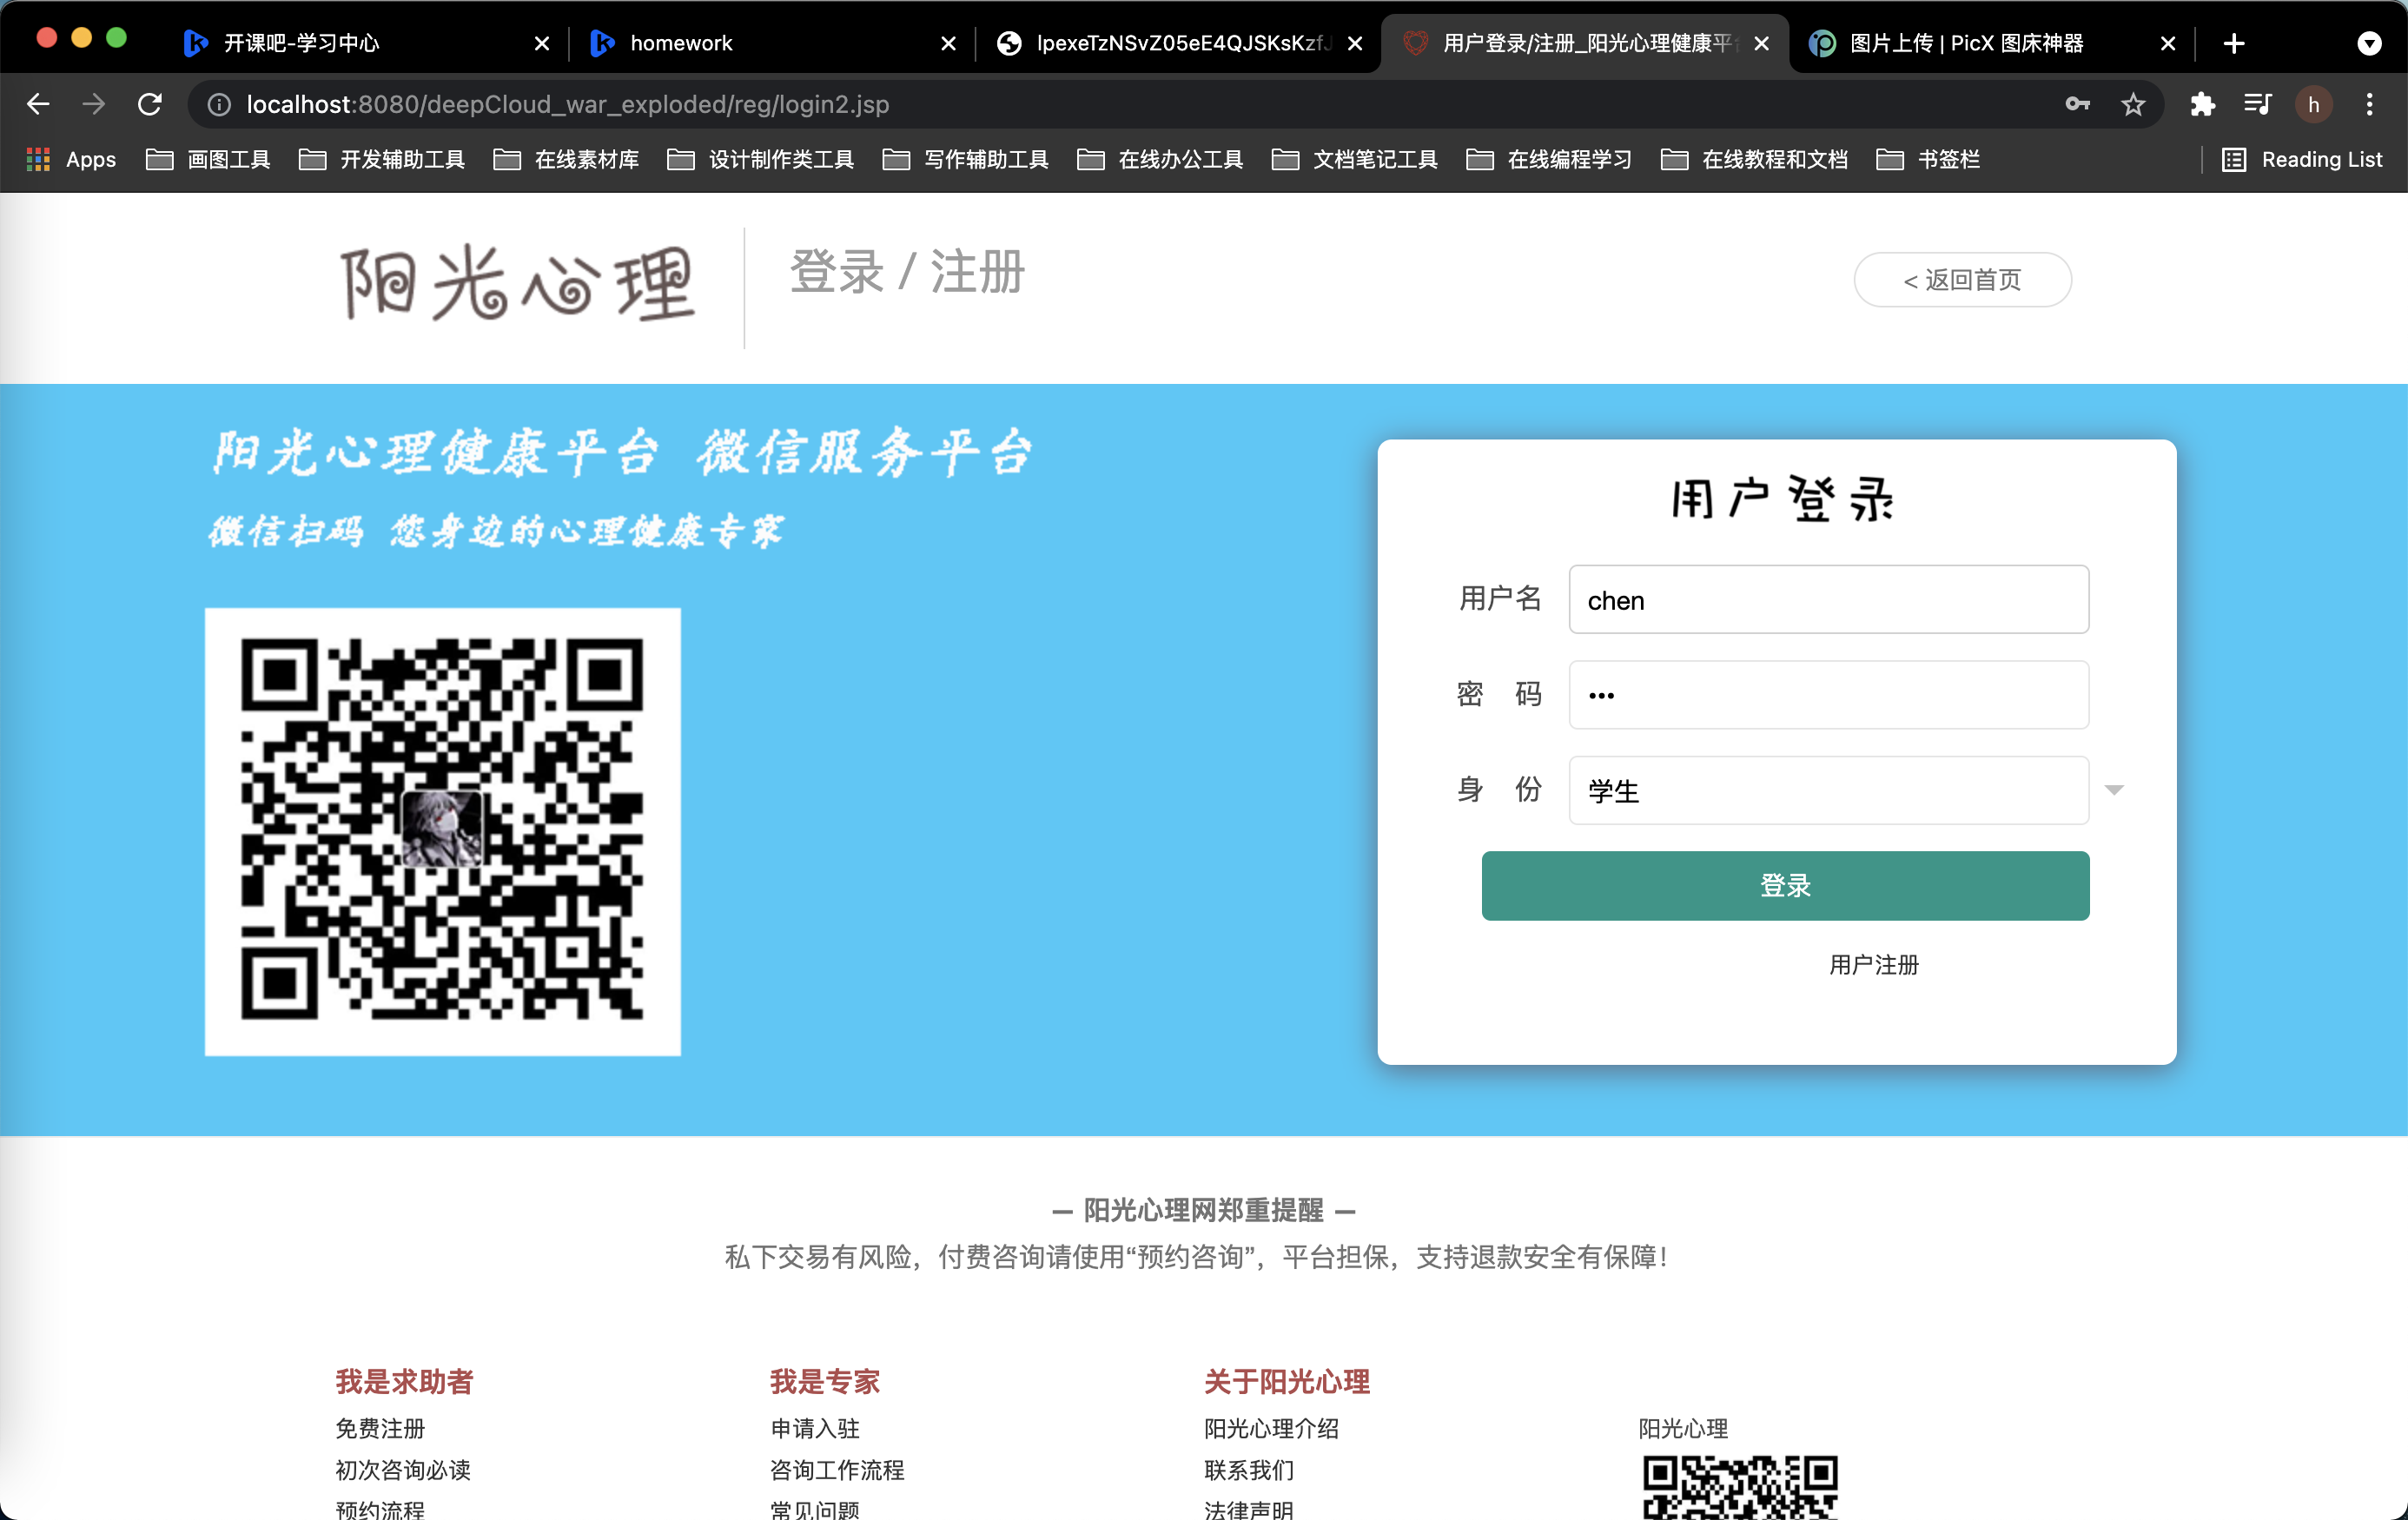 开课吧-学习中心
homework
IpexeTzNSvZ05eE4QJSKsKzfJ
用户登录/注册_阳光心理健康平台
图片上传 | PicX 图床神器
localhost:8080/deepCloud_war_exploded/reg/login2.jsp
h
Apps
画图工具
开发辅助工具
在线素材库
设计制作类工具
写作辅助工具
在线办公工具
文档笔记工具
在线编程学习
在线教程和文档
书签栏
Reading List
阳光心理
登录 / 注册
< 返回首页
阳光心理健康平台 微信服务平台
微信扫码 您身边的心理健康专家
用户登录
用户名
chen
密 码
•••
身 份
学生
登录
用户注册
— 阳光心理网郑重提醒 —
私下交易有风险，付费咨询请使用“预约咨询”，平台担保，支持退款安全有保障！
我是求助者
免费注册
初次咨询必读
预约流程
我是专家
申请入驻
咨询工作流程
常见问题
关于阳光心理
阳光心理介绍
联系我们
法律声明
阳光心理